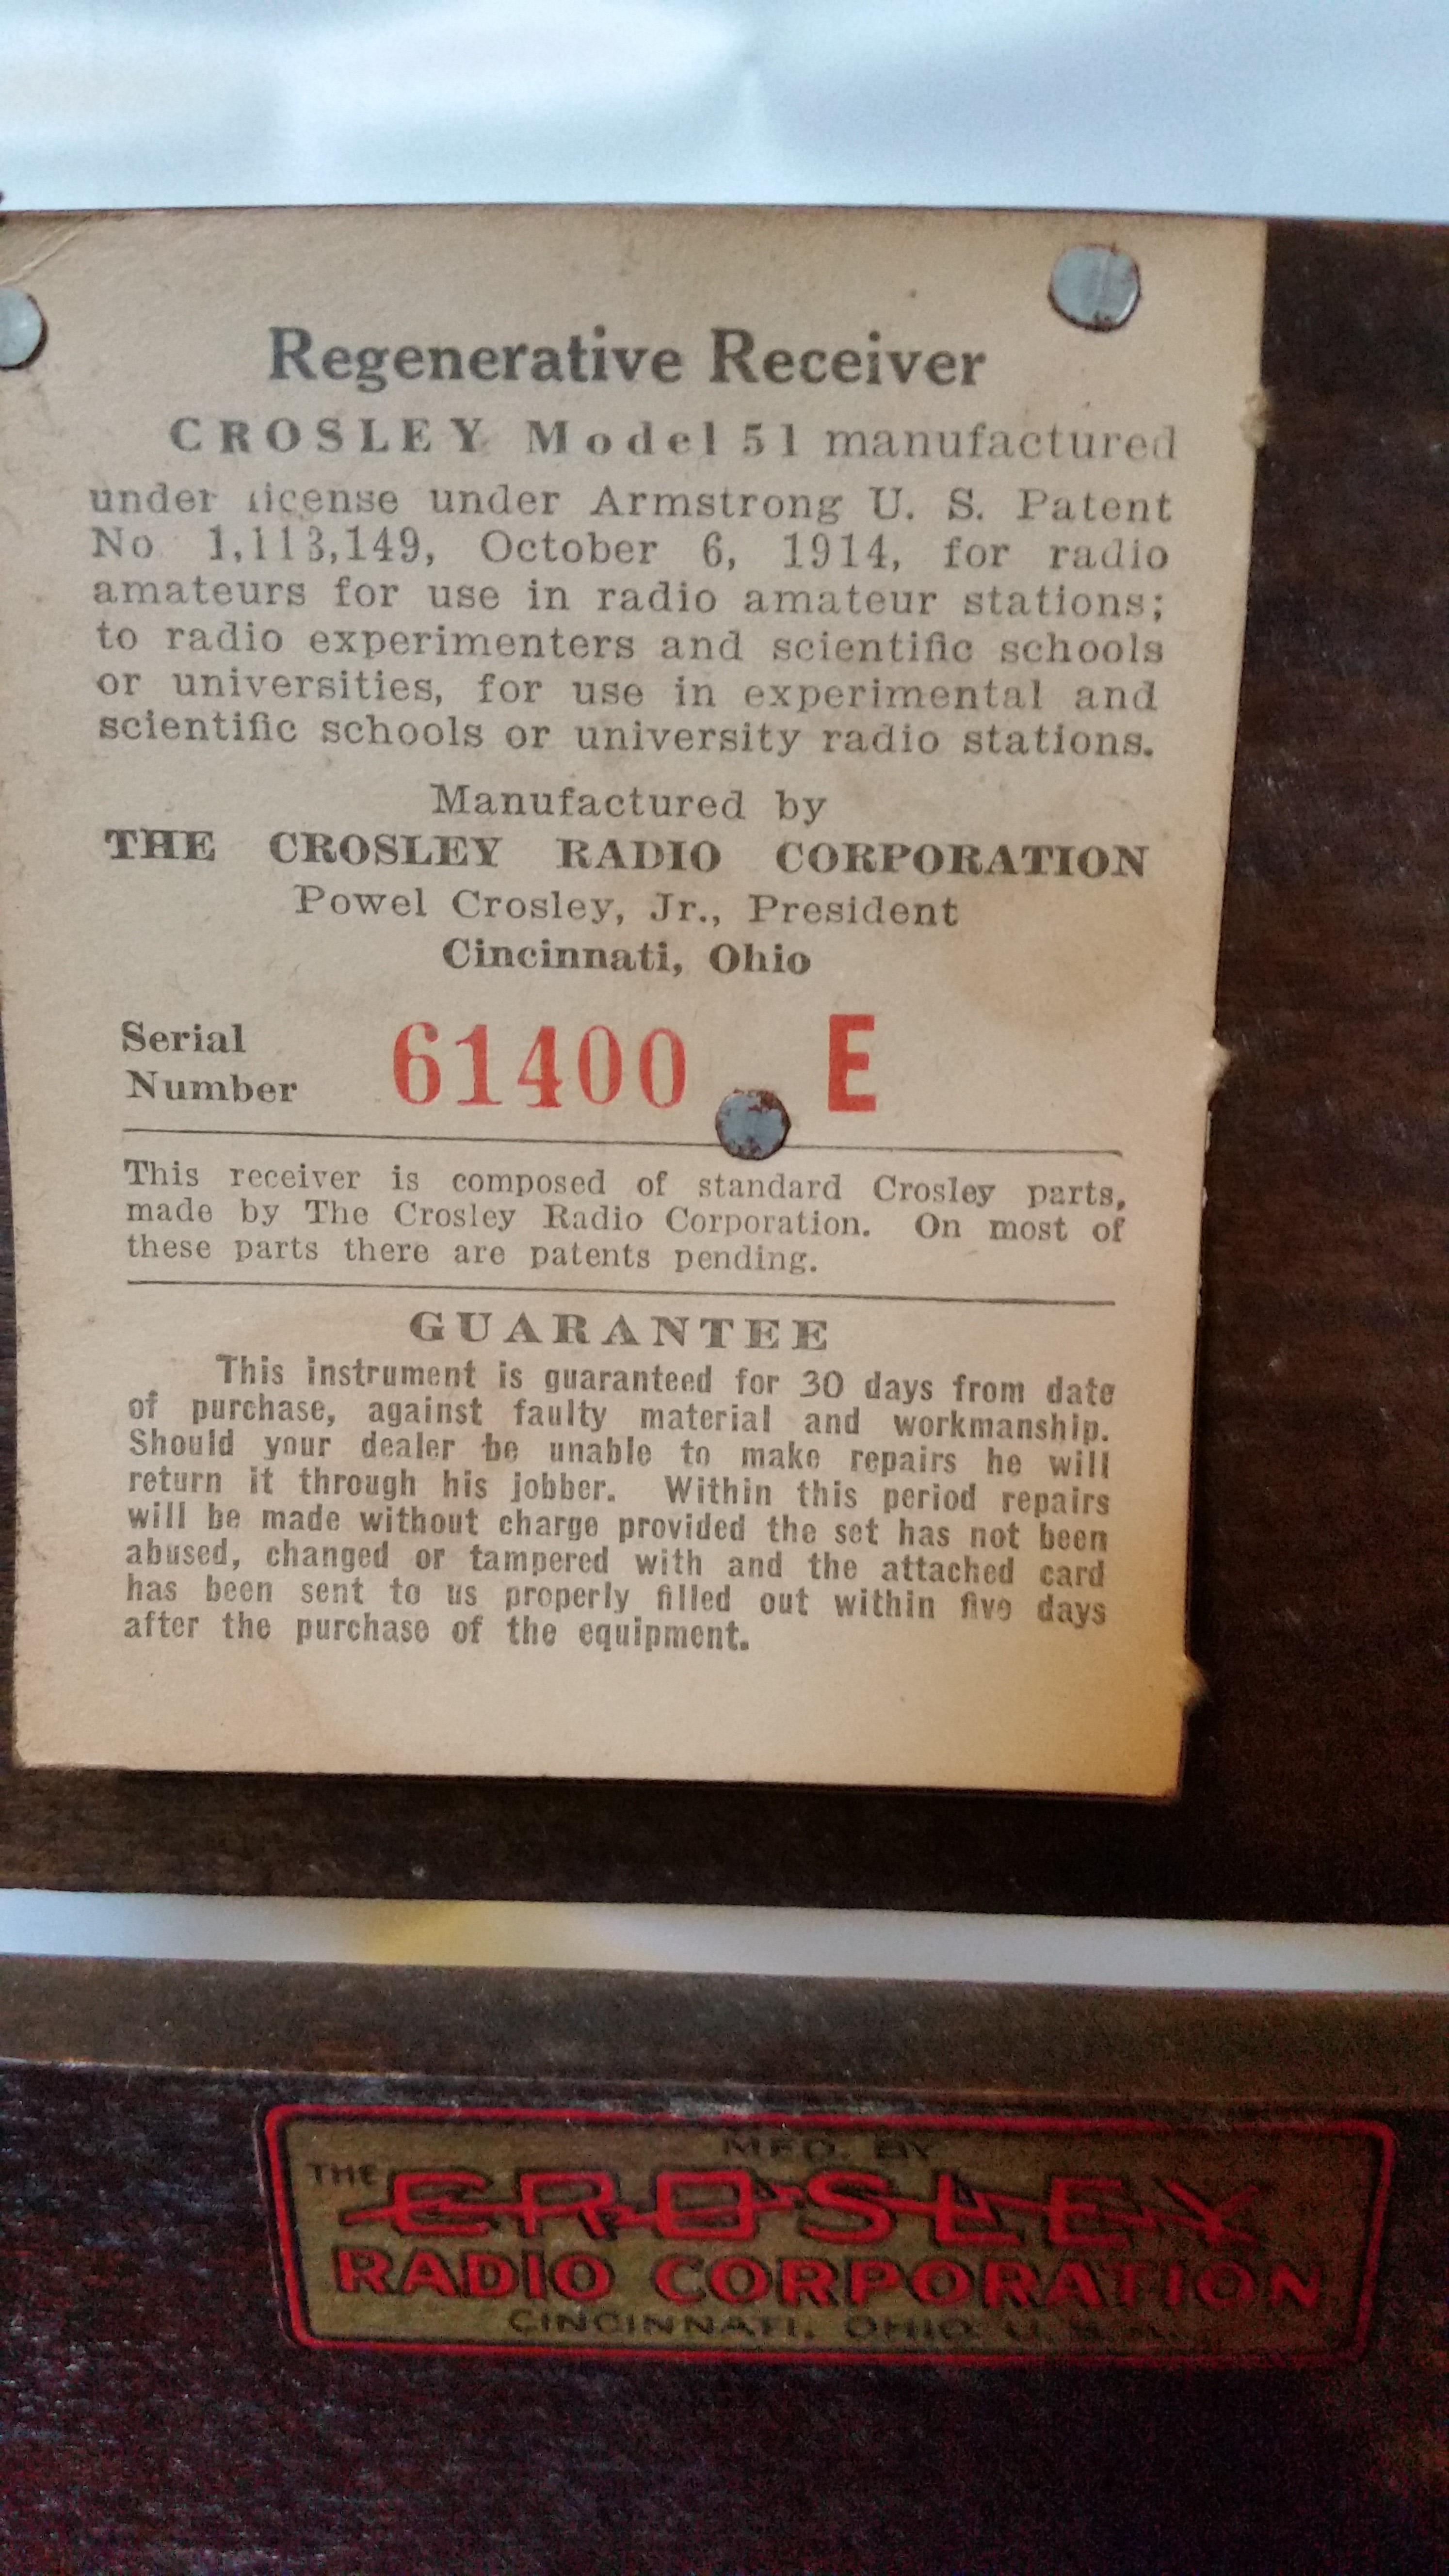 Regenerative Receiver
CROSLEY Model 51 manufactured
under license under Armstrong U. S. Patent
No 1,113,149, October 6, 1914, for radio
amateurs for use in radio amateur stations;
to radio experimenters and scientific schools
or universities, for use in experimental and
scientific schools or university radio stations.
Manufactured by
THE CROSLEY RADIO CORPORATION
Powel Crosley, Jr., President
Cincinnati, Ohio
Serial
Number 61400 E
This receiver is composed of standard Crosley parts,
made by The Crosley Radio Corporation. On most of
these parts there are patents pending.
GUARANTEE
This instrument is guaranteed for 30 days from date
of purchase, against faulty material and workmanship.
Should your dealer be unable to make repairs he will
return it through his jobber. Within this period repairs
will be made without charge provided the set has not been
abused, changed or tampered with and the attached card
has been sent to us properly filled out within five days
after the purchase of the equipment.
MFD. BY
THE CROSLEY
RADIO CORPORATION
CINCINNATI, OHIO U.S.A.